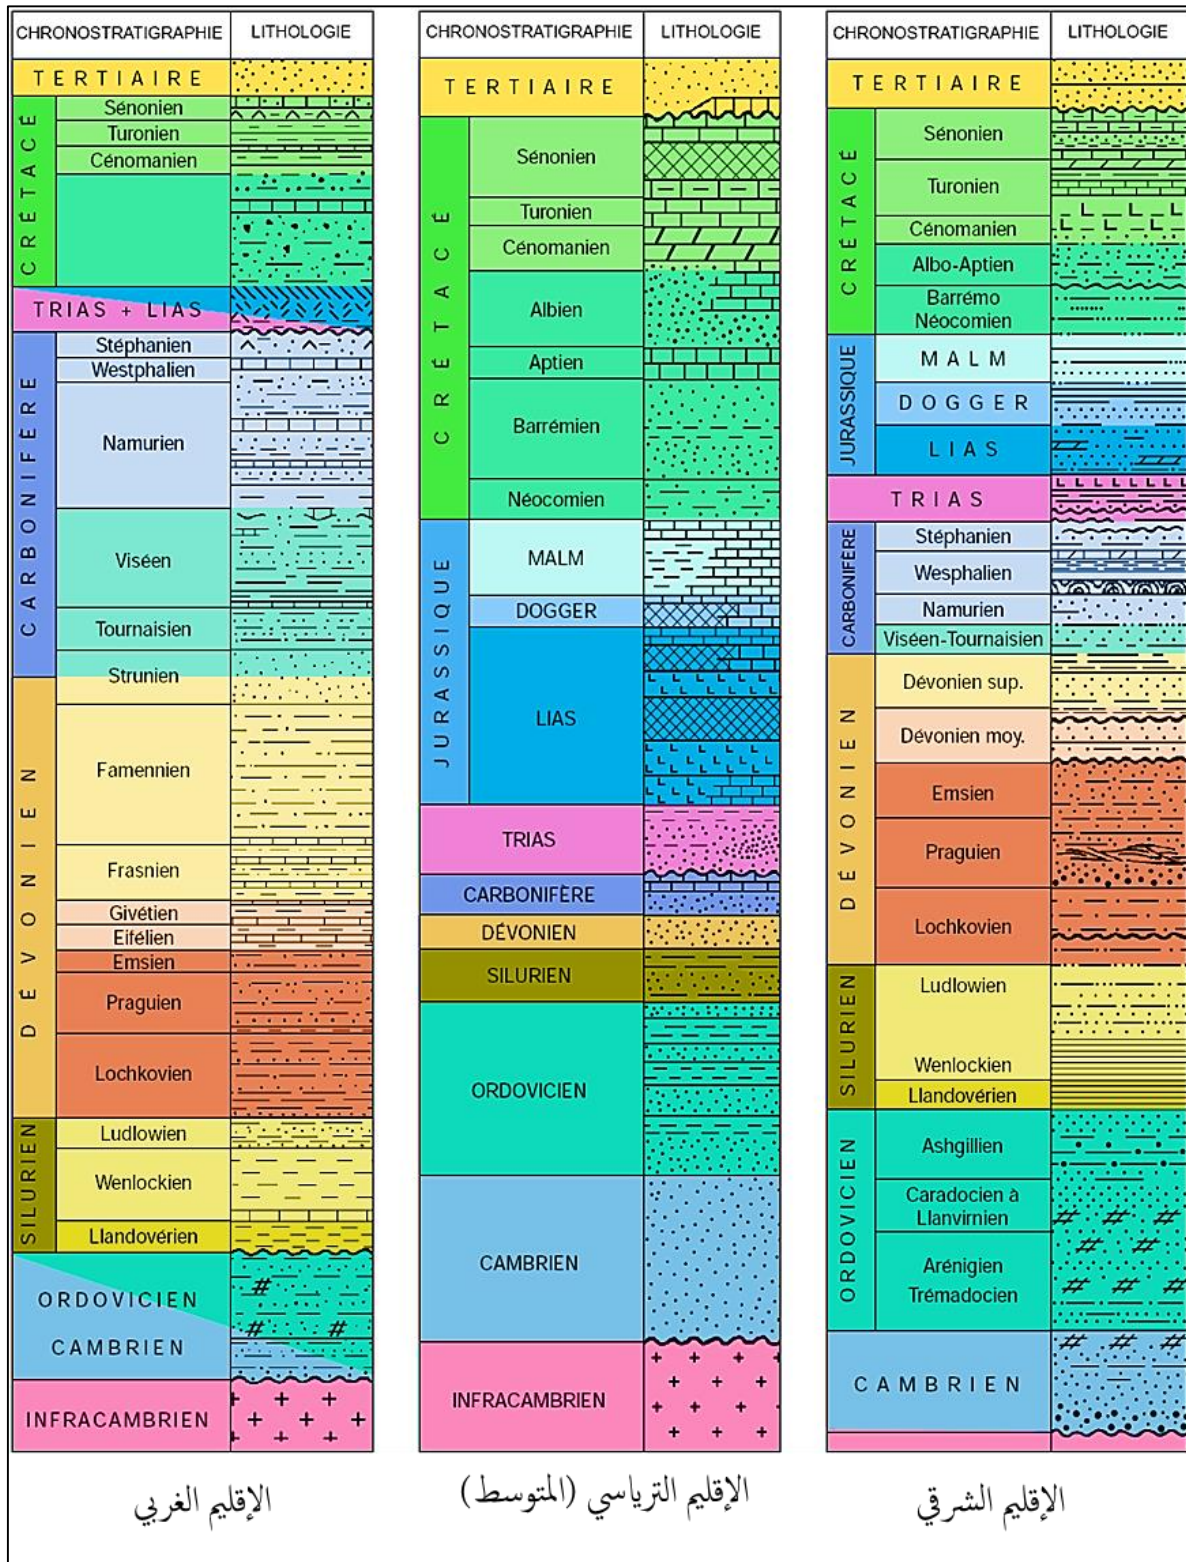 CHRONOSTRATIGRAPHIE
LITHOLOGIE
TERTIAIRE
CRÉTACÉ
Sénonien
Turonien
Cénomanien
TRIAS + LIAS
CARBONIFÈRE
Stéphanien
Westphalien
Namurien
Viséen
Tournaisien
Strunien
DÉVONIEN
Famennien
Frasnien
Givétien
Eifélien
Emsien
Praguien
Lochkovien
SILURIEN
Ludlowien
Wenlockien
Llandovérien
ORDOVICIEN
CAMBRIEN
INFRACAMBRIEN
الإقليم الغربي
CHRONOSTRATIGRAPHIE
LITHOLOGIE
TERTIAIRE
CRÉTACÉ
Sénonien
Turonien
Cénomanien
Albien
Aptien
Barrémien
Néocomien
JURASSIQUE
MALM
DOGGER
LIAS
TRIAS
CARBONIFÈRE
DÉVONIEN
SILURIEN
ORDOVICIEN
CAMBRIEN
INFRACAMBRIEN
الإقليم الترياسي (المتوسط)
CHRONOSTRATIGRAPHIE
LITHOLOGIE
TERTIAIRE
CRÉTACÉ
Sénonien
Turonien
Cénomanien
Albo-Aptien
Barrémo
Néocomien
JURASSIQUE
MALM
DOGGER
LIAS
TRIAS
CARBONIFÈRE
Stéphanien
Wesphalien
Namurien
Viséen-Tournaisien
DÉVONIEN
Dévonien sup.
Dévonien moy.
Emsien
Praguien
Lochkovien
SILURIEN
Ludlowien
Wenlockien
Llandovérien
ORDOVICIEN
Ashgillien
Caradocien à
Llanvirnien
Arénigien
Trémadocien
CAMBRIEN
الإقليم الشرقي